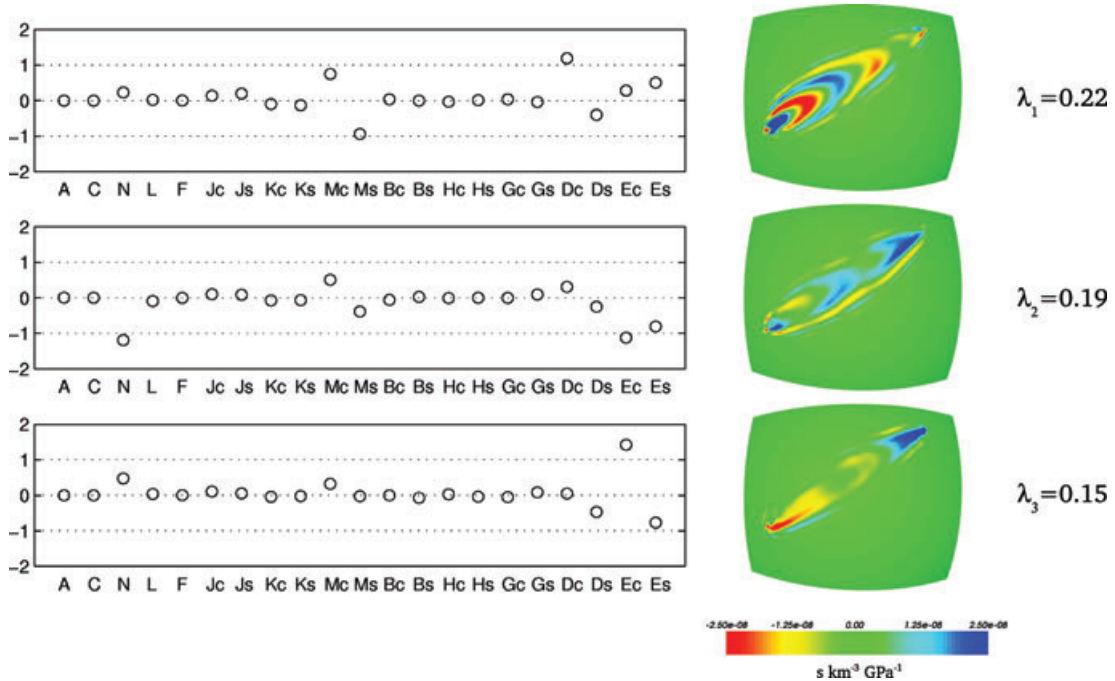 2
1
0
-1
-2
A C N L F Jc Js Kc Ks Mc Ms Bc Bs Hc Hs Gc Gs Dc Ds Ec Es
λ1=0.22
2
1
0
-1
-2
A C N L F Jc Js Kc Ks Mc Ms Bc Bs Hc Hs Gc Gs Dc Ds Ec Es
λ2=0.19
2
1
0
-1
-2
A C N L F Jc Js Kc Ks Mc Ms Bc Bs Hc Hs Gc Gs Dc Ds Ec Es
λ3=0.15
-2.50e-08 -1.25e-08 0.00 1.25e-08 2.50e-08
s km-3 GPa-1